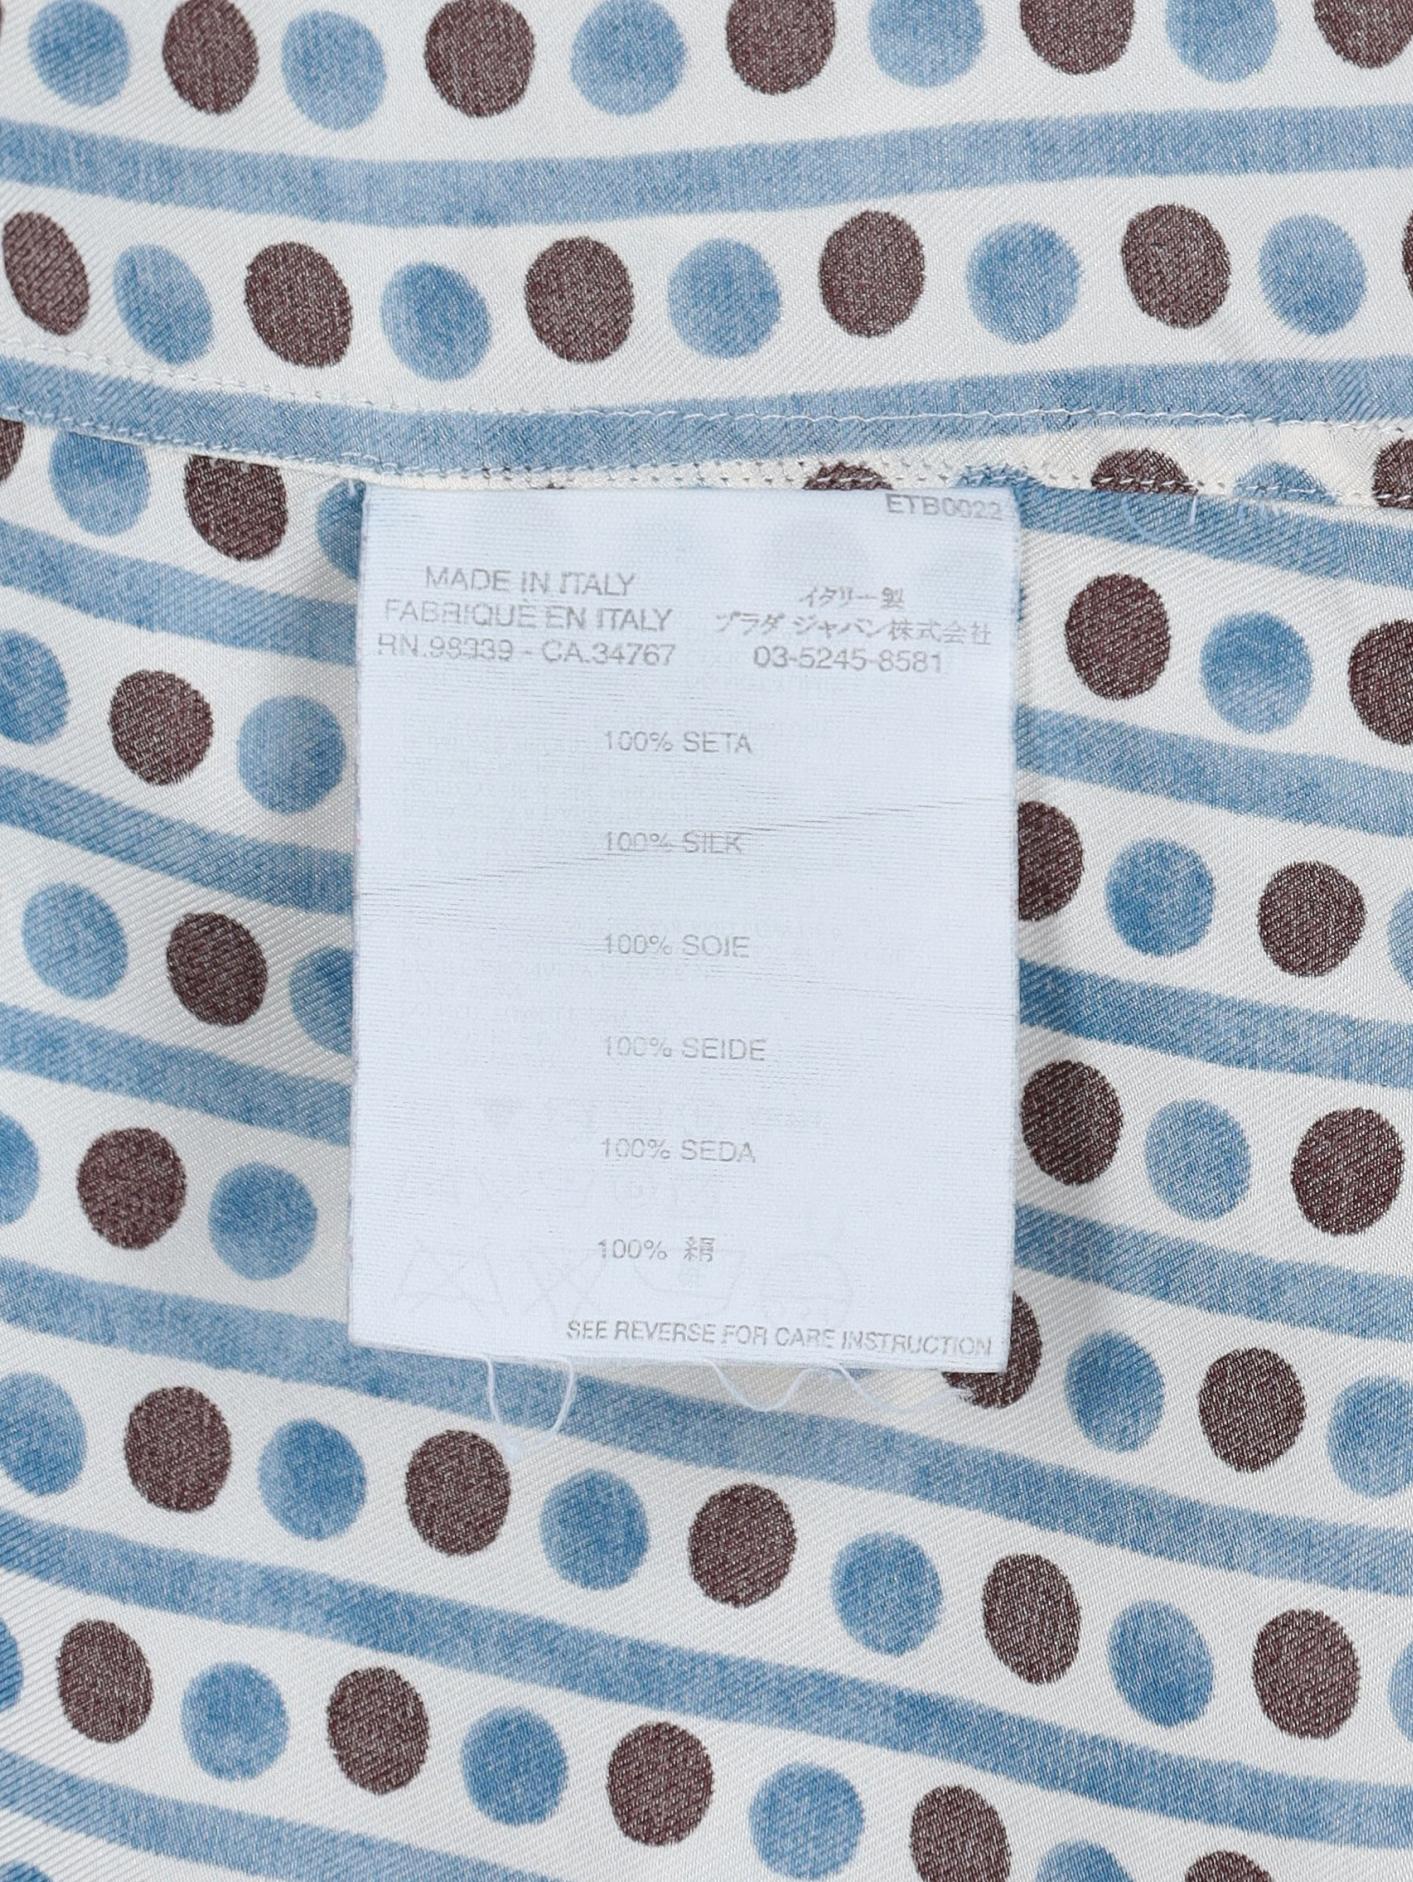 ETB0022
MADE IN ITALY
FABRIQUÈ EN ITALY
RN.98339 - CA.34767
イタリー製
プラダ ジャパン株式会社
03-5245-8581
100% SETA
100% SILK
100% SOIE
100% SEIDE
100% SEDA
100% 絹
SEE REVERSE FOR CARE INSTRUCTION